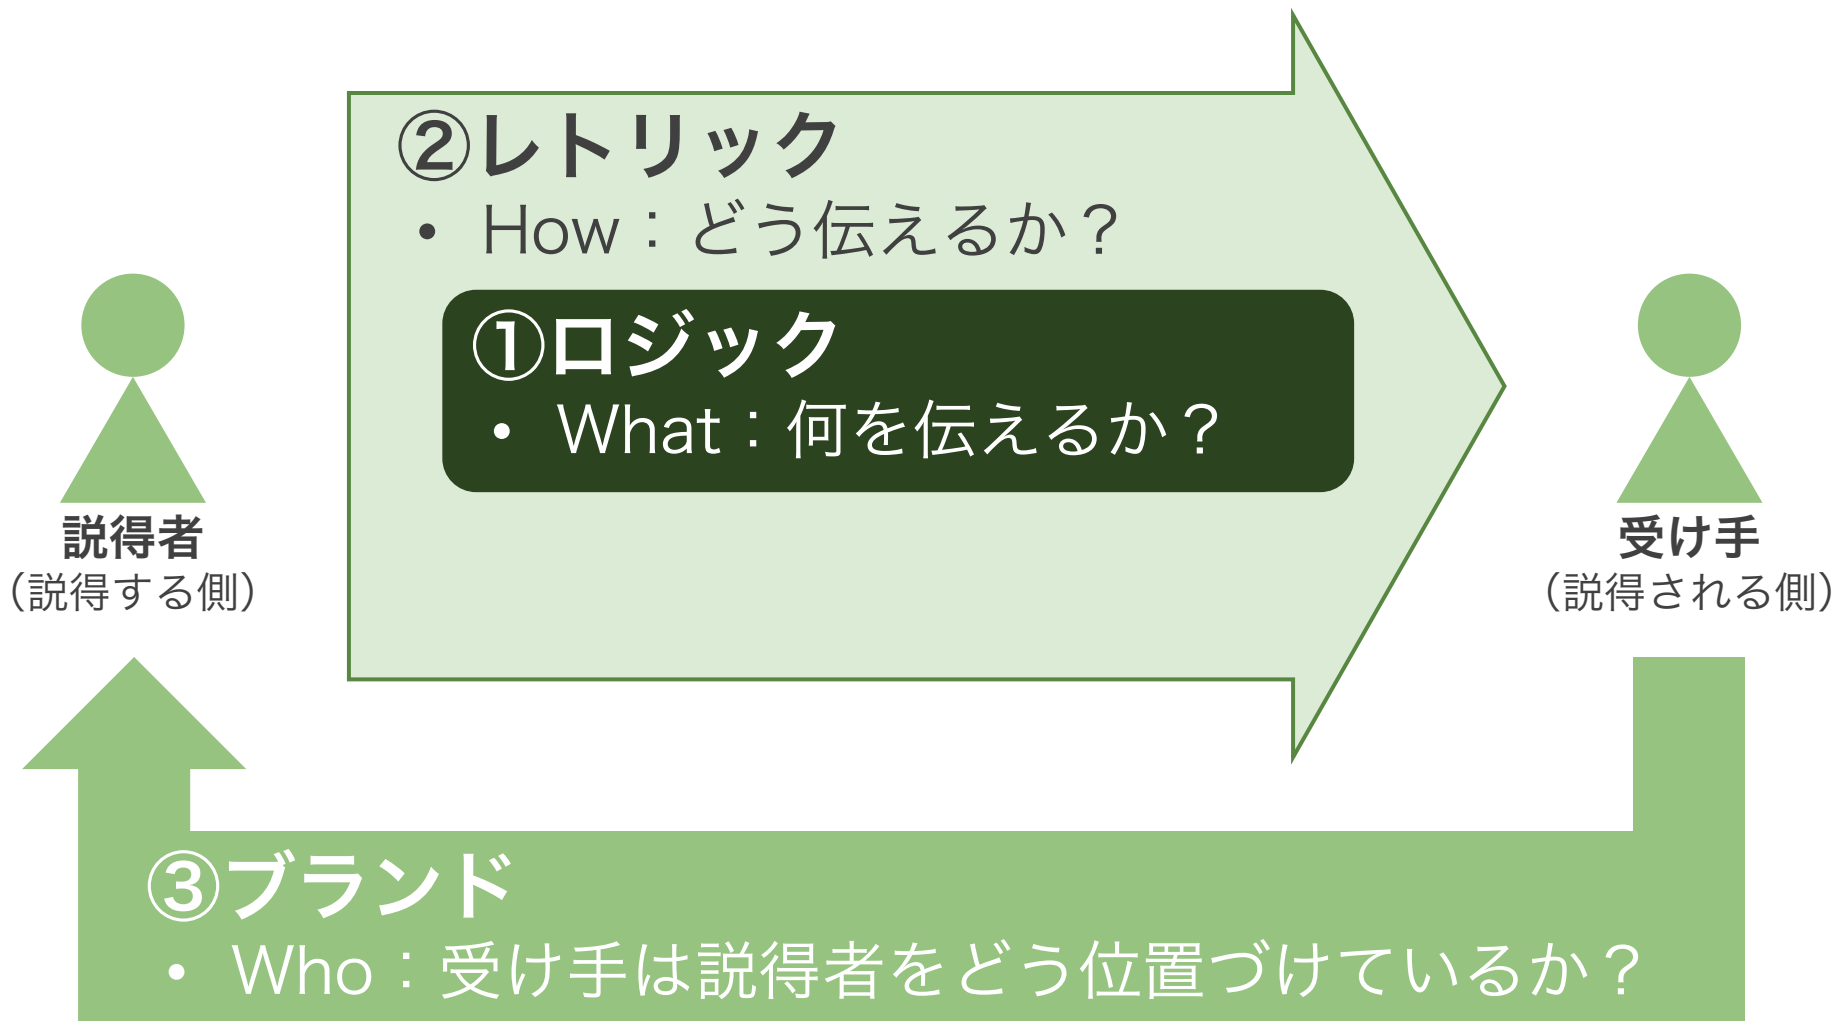 ②レトリック
• How：どう伝えるか？
①ロジック
• What：何を伝えるか？
説得者
（説得する側）
受け手
（説得される側）
③ブランド
• Who：受け手は説得者をどう位置づけているか？